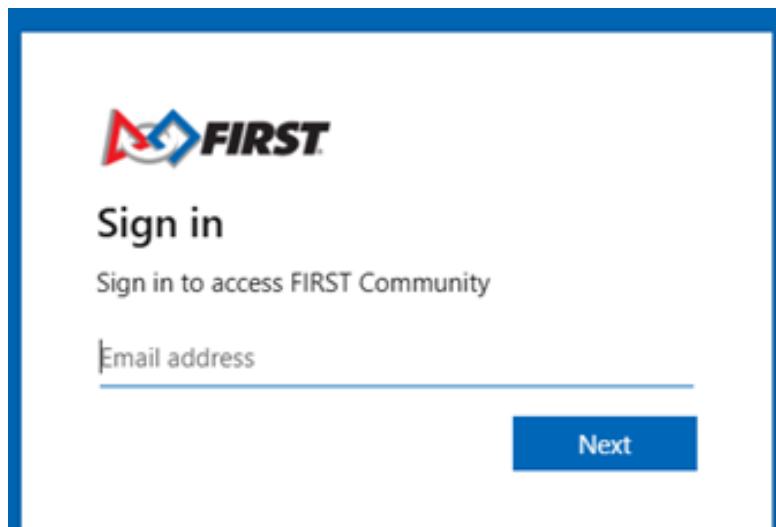 FIRST
Sign in
Sign in to access FIRST Community
Email address
Next